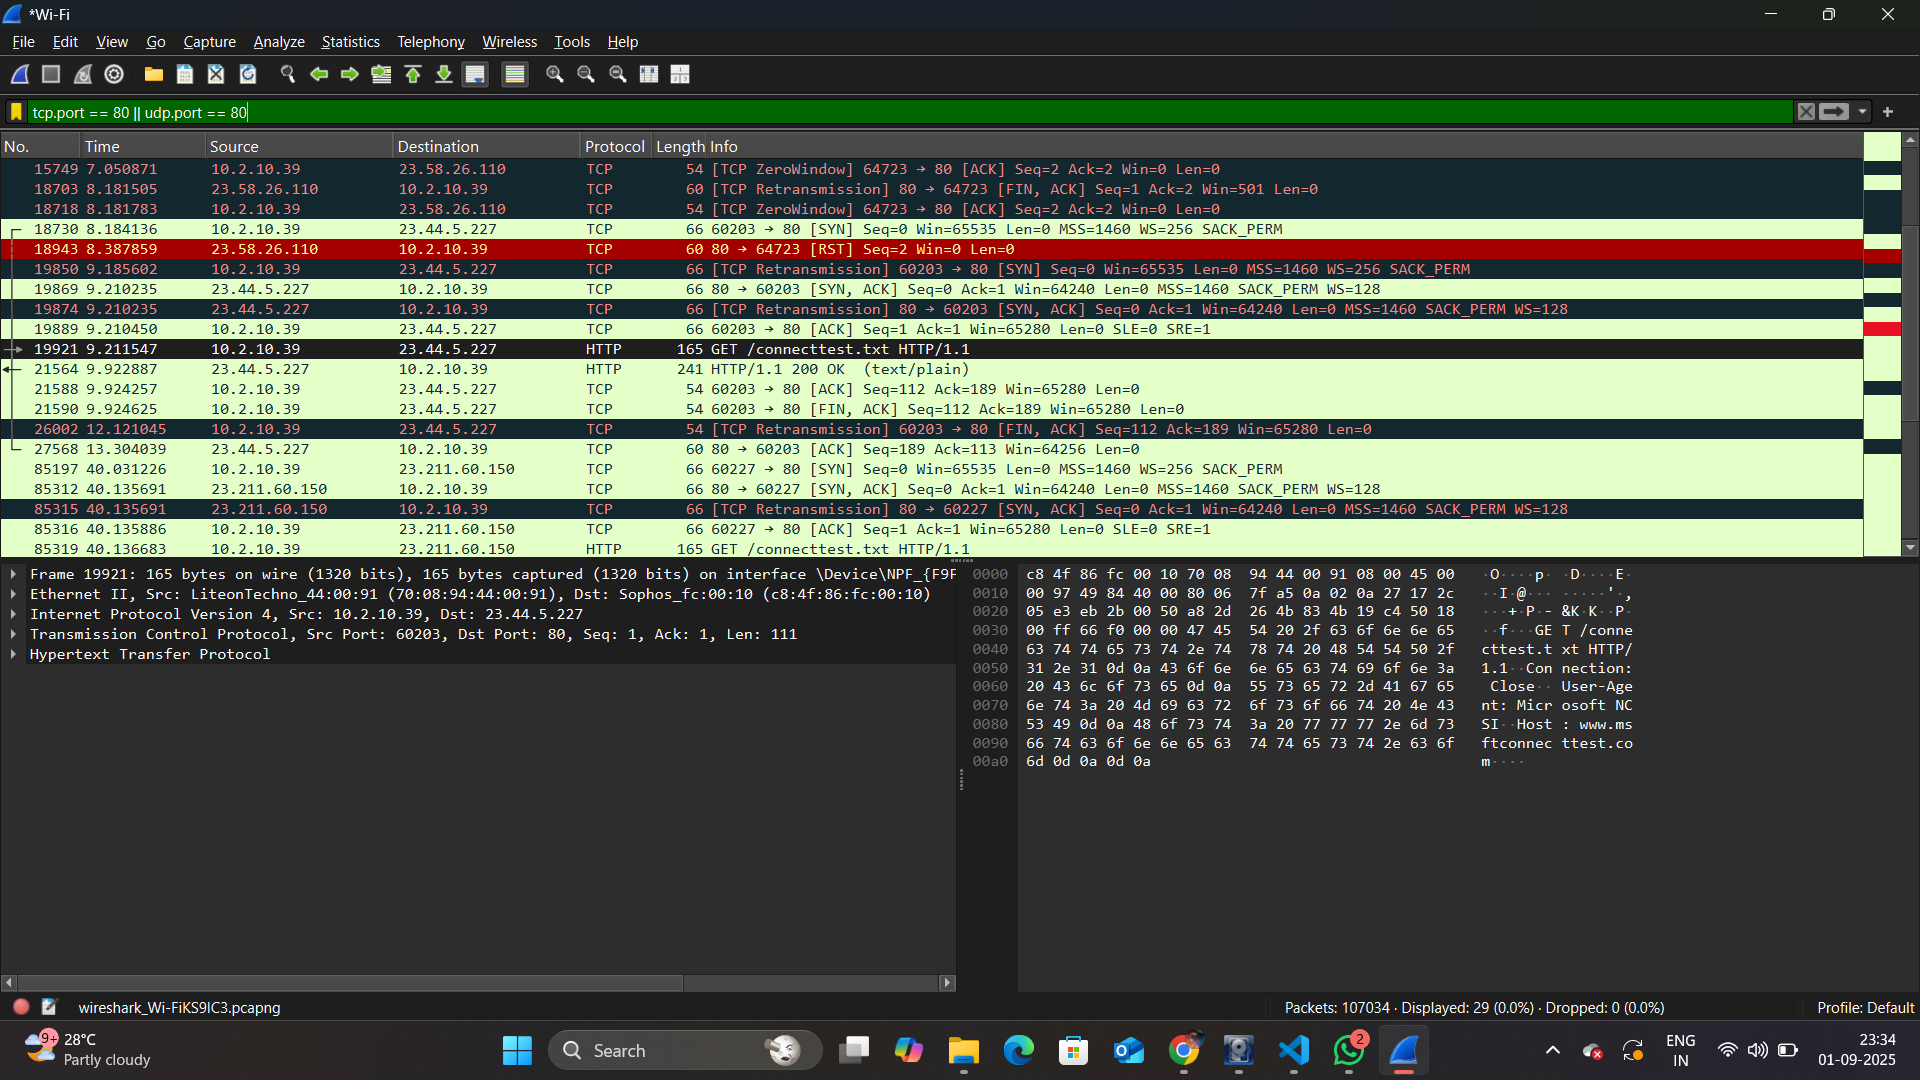 *Wi-Fi
File Edit View Go Capture Analyze Statistics Telephony Wireless Tools Help
tcp.port == 80 || udp.port == 80
No. Time Source Destination Protocol Length Info
15749 7.050871 10.2.10.39 23.58.26.110 TCP 54 [TCP ZeroWindow] 64723 → 80 [ACK] Seq=2 Ack=2 Win=0 Len=0
18703 8.181505 23.58.26.110 10.2.10.39 TCP 60 [TCP Retransmission] 80 → 64723 [FIN, ACK] Seq=1 Ack=2 Win=501 Len=0
18718 8.181783 10.2.10.39 23.58.26.110 TCP 54 [TCP ZeroWindow] 64723 → 80 [ACK] Seq=2 Ack=2 Win=0 Len=0
18730 8.184136 10.2.10.39 23.44.5.227 TCP 66 60203 → 80 [SYN] Seq=0 Win=65535 Len=0 MSS=1460 WS=256 SACK_PERM
18943 8.387859 23.58.26.110 10.2.10.39 TCP 60 80 → 64723 [RST] Seq=2 Win=0 Len=0
19850 9.185602 10.2.10.39 23.44.5.227 TCP 66 [TCP Retransmission] 60203 → 80 [SYN] Seq=0 Win=65535 Len=0 MSS=1460 WS=256 SACK_PERM
19869 9.210235 23.44.5.227 10.2.10.39 TCP 66 80 → 60203 [SYN, ACK] Seq=0 Ack=1 Win=64240 Len=0 MSS=1460 SACK_PERM WS=128
19874 9.210235 23.44.5.227 10.2.10.39 TCP 66 [TCP Retransmission] 80 → 60203 [SYN, ACK] Seq=0 Ack=1 Win=64240 Len=0 MSS=1460 SACK_PERM WS=128
19889 9.210450 10.2.10.39 23.44.5.227 TCP 66 60203 → 80 [ACK] Seq=1 Ack=1 Win=65280 Len=0 SLE=0 SRE=1
19921 9.211547 10.2.10.39 23.44.5.227 HTTP 165 GET /connecttest.txt HTTP/1.1
21564 9.922887 23.44.5.227 10.2.10.39 HTTP 241 HTTP/1.1 200 OK (text/plain)
21588 9.924257 10.2.10.39 23.44.5.227 TCP 54 60203 → 80 [ACK] Seq=112 Ack=189 Win=65280 Len=0
21590 9.924625 10.2.10.39 23.44.5.227 TCP 54 60203 → 80 [FIN, ACK] Seq=112 Ack=189 Win=65280 Len=0
26002 12.121045 10.2.10.39 23.44.5.227 TCP 54 [TCP Retransmission] 60203 → 80 [FIN, ACK] Seq=112 Ack=189 Win=65280 Len=0
27568 13.304039 23.44.5.227 10.2.10.39 TCP 60 80 → 60203 [ACK] Seq=189 Ack=113 Win=64256 Len=0
85197 40.031226 10.2.10.39 23.211.60.150 TCP 66 60227 → 80 [SYN] Seq=0 Win=65535 Len=0 MSS=1460 WS=256 SACK_PERM
85312 40.135691 23.211.60.150 10.2.10.39 TCP 66 80 → 60227 [SYN, ACK] Seq=0 Ack=1 Win=64240 Len=0 MSS=1460 SACK_PERM WS=128
85315 40.135691 23.211.60.150 10.2.10.39 TCP 66 [TCP Retransmission] 80 → 60227 [SYN, ACK] Seq=0 Ack=1 Win=64240 Len=0 MSS=1460 SACK_PERM WS=128
85316 40.135886 10.2.10.39 23.211.60.150 TCP 66 60227 → 80 [ACK] Seq=1 Ack=1 Win=65280 Len=0 SLE=0 SRE=1
85319 40.136683 10.2.10.39 23.211.60.150 HTTP 165 GET /connecttest.txt HTTP/1.1
Frame 19921: 165 bytes on wire (1320 bits), 165 bytes captured (1320 bits) on interface \Device\NPF_{F9F
Ethernet II, Src: LiteonTechno_44:00:91 (70:08:94:44:00:91), Dst: Sophos_fc:00:10 (c8:4f:86:fc:00:10)
Internet Protocol Version 4, Src: 10.2.10.39, Dst: 23.44.5.227
Transmission Control Protocol, Src Port: 60203, Dst Port: 80, Seq: 1, Ack: 1, Len: 111
Hypertext Transfer Protocol
0000 c8 4f 86 fc 00 10 70 08 94 44 00 91 08 00 45 00 ·O····p· ·D····E·
0010 00 97 49 84 40 00 80 06 7f a5 0a 02 0a 27 17 2c ··I·@··· ·····'·,
0020 05 e3 eb 2b 00 50 a8 2d 26 4b 83 4b 19 c4 50 18 ···+·P·- &K·K··P·
0030 00 ff 66 f0 00 00 47 45 54 20 2f 63 6f 6e 6e 65 ··f···GE T /conne
0040 63 74 74 65 73 74 2e 74 78 74 20 48 54 54 50 2f cttest.t xt HTTP/
0050 31 2e 31 0d 0a 43 6f 6e 6e 65 63 74 69 6f 6e 3a 1.1··Con nection:
0060 20 43 6c 6f 73 65 0d 0a 55 73 65 72 2d 41 67 65 Close·· User-Age
0070 6e 74 3a 20 4d 69 63 72 6f 73 6f 66 74 20 4e 43 nt: Micr osoft NC
0080 53 49 0d 0a 48 6f 73 74 3a 20 77 77 77 2e 6d 73 SI··Host : www.ms
0090 66 74 63 6f 6e 6e 65 63 74 74 65 73 74 2e 63 6f ftconnec ttest.co
00a0 6d 0d 0a 0d 0a m····
wireshark_Wi-FiKS9IC3.pcapng
Packets: 107034 · Displayed: 29 (0.0%) · Dropped: 0 (0.0%)
Profile: Default
9+
28°C
Partly cloudy
Search
2
ENG
IN
23:34
01-09-2025